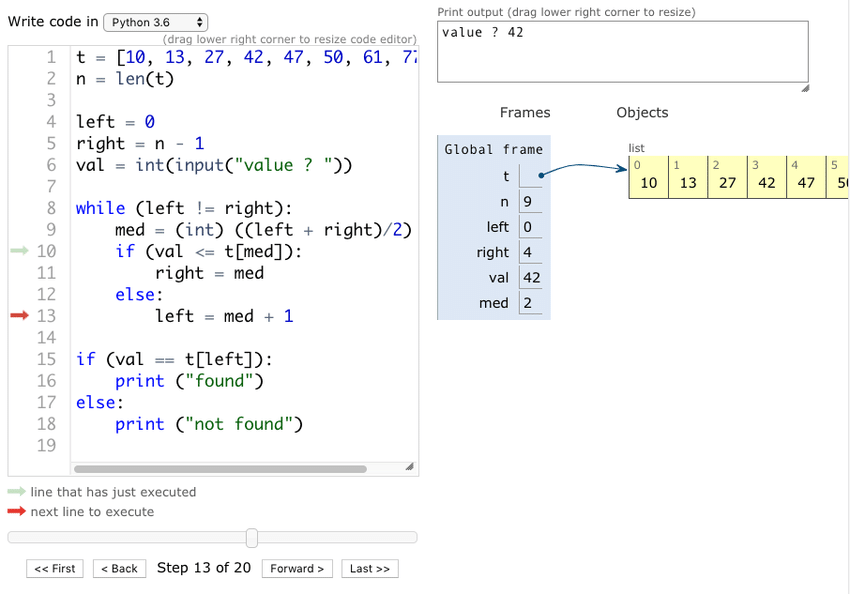 Write code in Python 3.6
(drag lower right corner to resize code editor)
1 t = [10, 13, 27, 42, 47, 50, 61, 77
2 n = len(t)
3
4 left = 0
5 right = n - 1
6 val = int(input("value ? "))
7
8 while (left != right):
9 med = (int) ((left + right)/2)
10 if (val <= t[med]):
11 right = med
12 else:
13 left = med + 1
14
15 if (val == t[left]):
16 print ("found")
17 else:
18 print ("not found")
19
line that has just executed
next line to execute
<< First < Back Step 13 of 20 Forward > Last >>
Print output (drag lower right corner to resize)
value ? 42
Frames Objects
Global frame
t
n 9
left 0
right 4
val 42
med 2
list
0 1 2 3 4 5
10 13 27 42 47 50